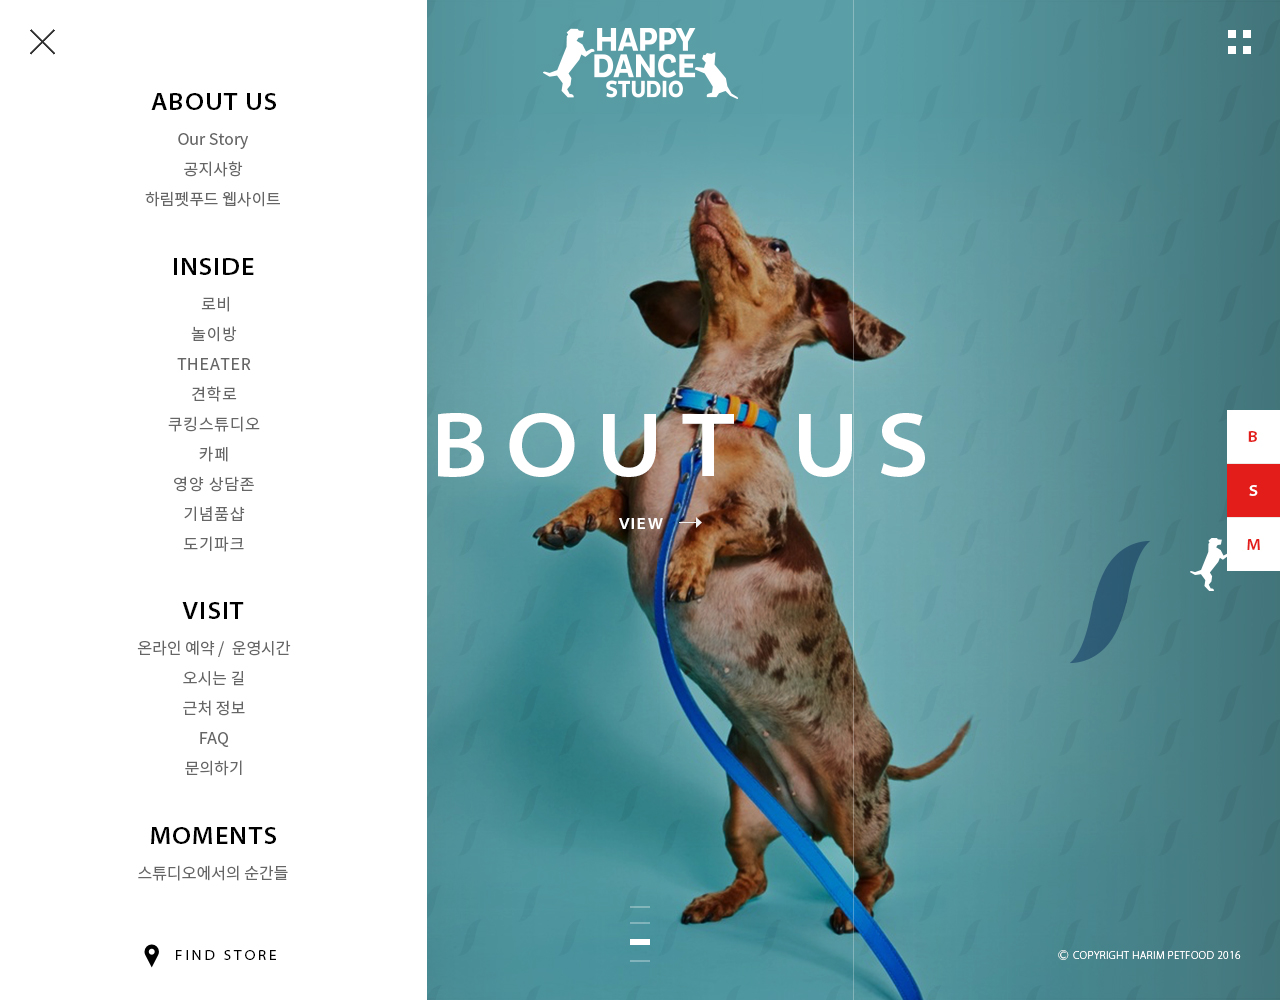 ABOUT US
Our Story
공지사항
하림펫푸드 웹사이트
INSIDE
로비
놀이방
THEATER
견학로
쿠킹스튜디오
카페
영양 상담존
기념품샵
도기파크
VISIT
온라인 예약 / 운영시간
오시는 길
근처 정보
FAQ
문의하기
MOMENTS
스튜디오에서의 순간들
FIND STORE
HAPPY
DANCE
STUDIO
BOUT US
VIEW
B
S
M
© COPYRIGHT HARIM PETFOOD 2016